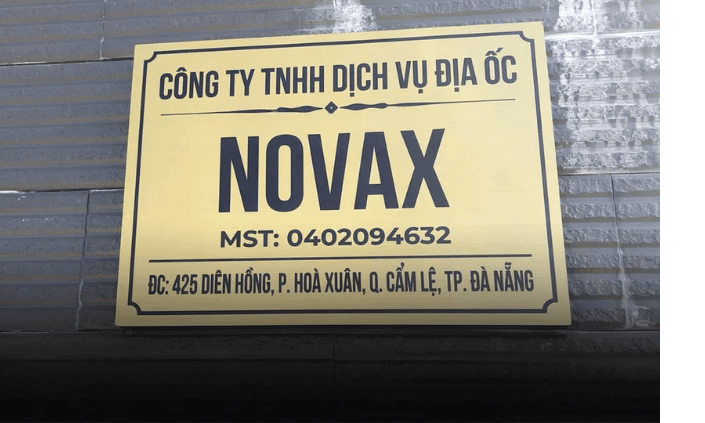 CÔNG TY TNHH DỊCH VỤ ĐỊA ỐC
NOVAX
MST: 0402094632
ĐC: 425 DIÊN HỒNG, P. HOÀ XUÂN, Q. CẨM LỆ, TP. ĐÀ NẴNG